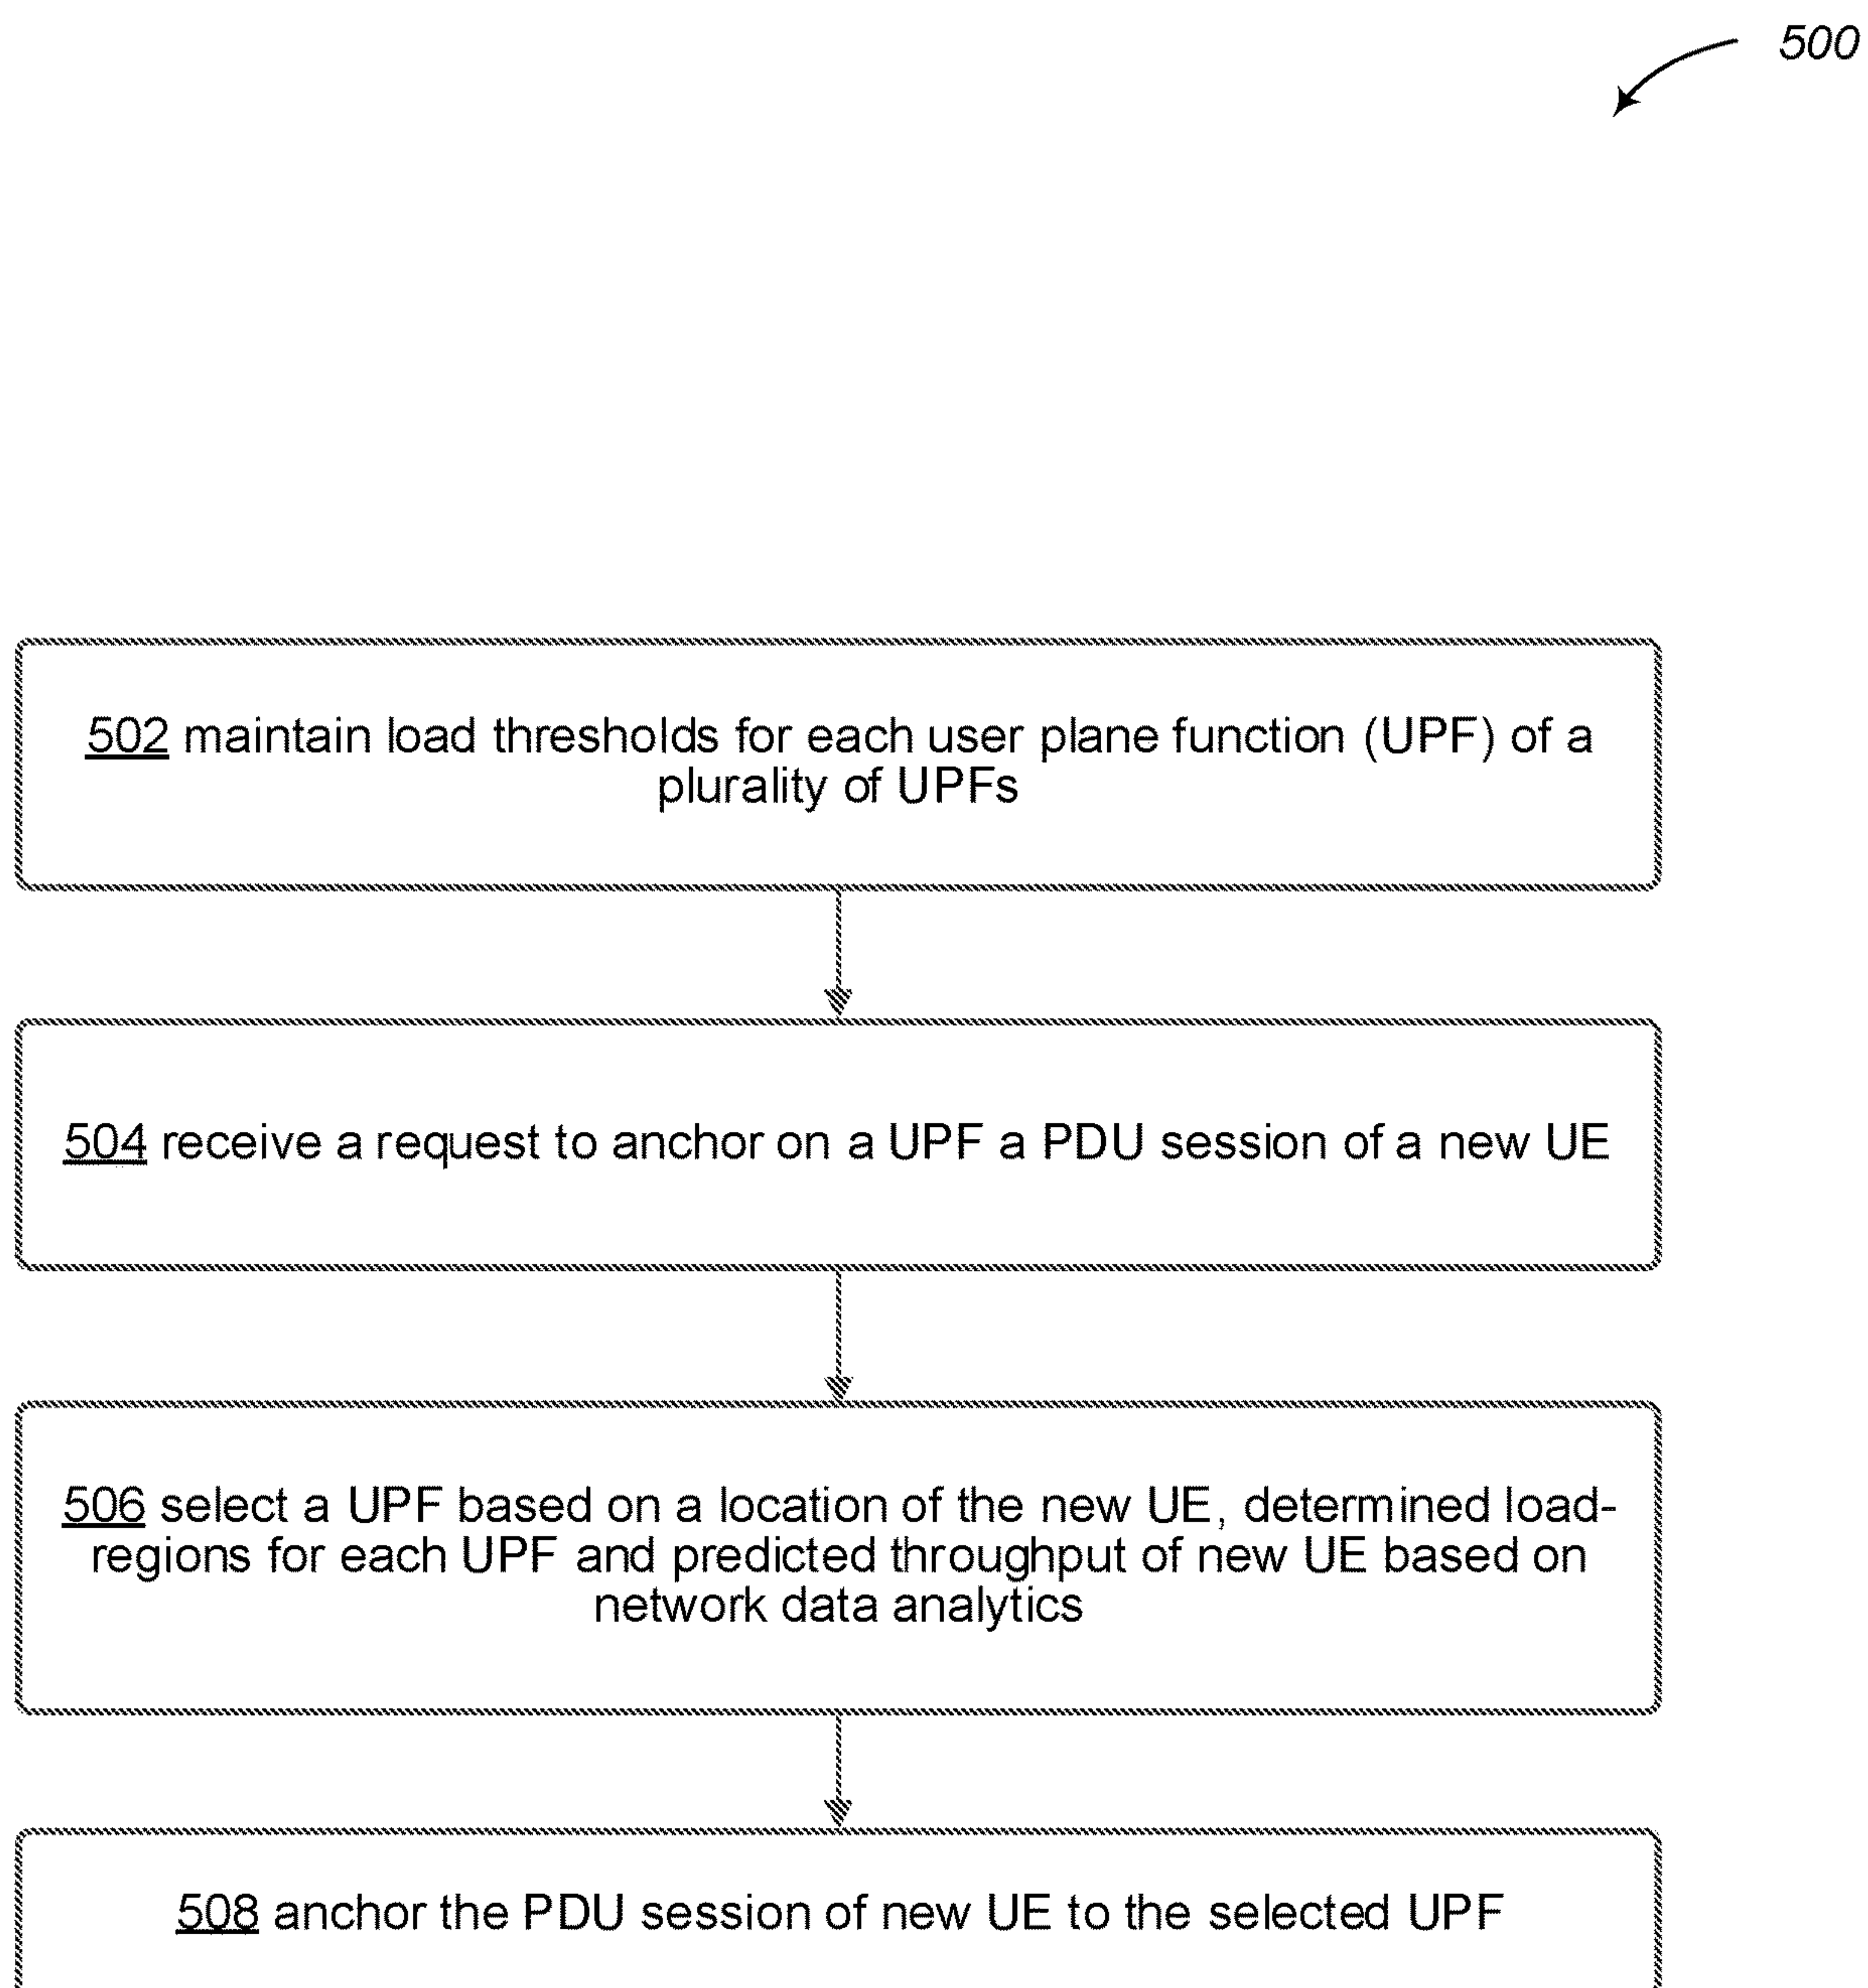 500
502 maintain load thresholds for each user plane function (UPF) of a
plurality of UPFs
504 receive a request to anchor on a UPF a PDU session of a new UE
506 select a UPF based on a location of the new UE, determined load-
regions for each UPF and predicted throughput of new UE based on
network data analytics
508 anchor the PDU session of new UE to the selected UPF